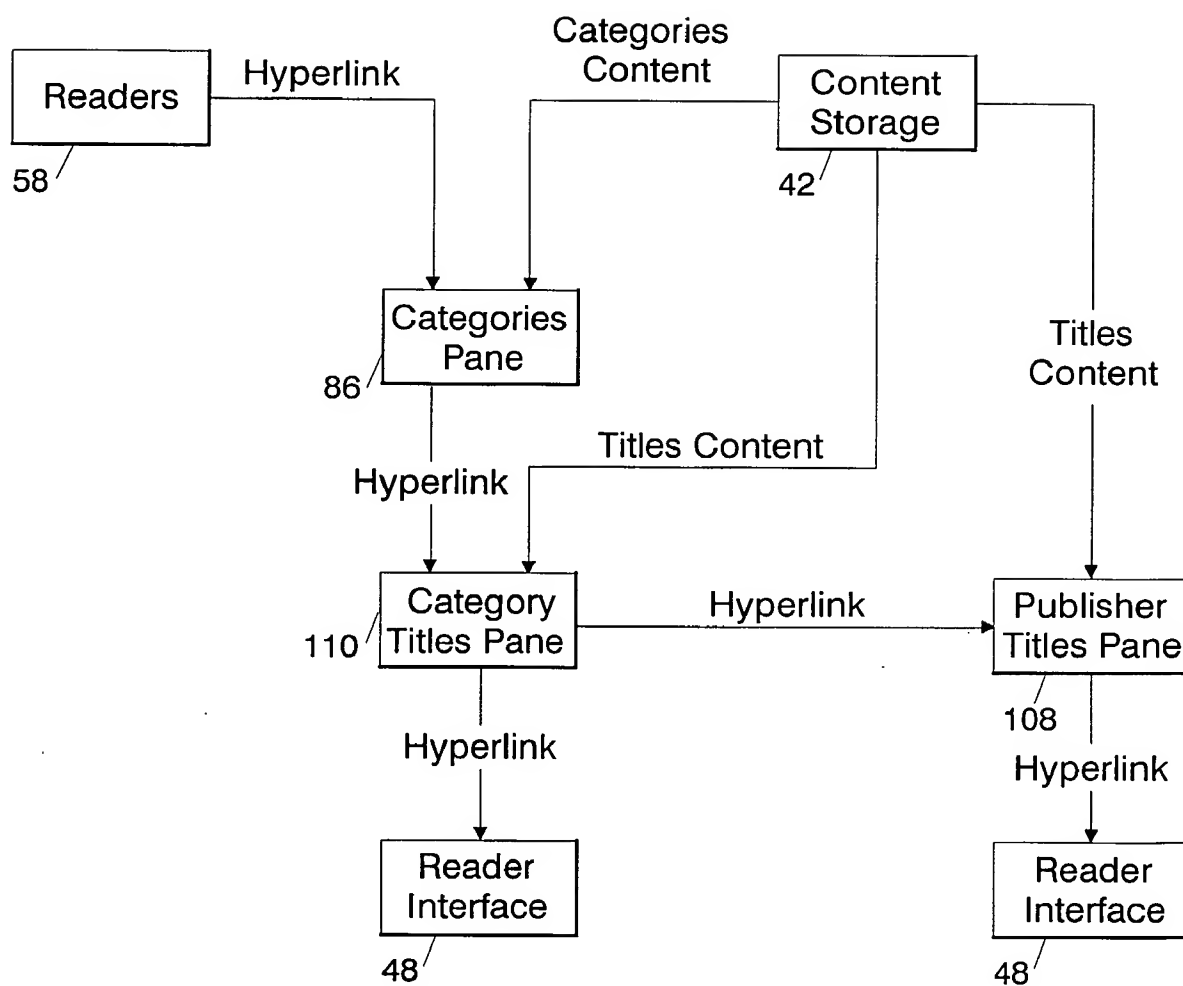 Categories
Content
Hyperlink
Readers
Content
Storage
58
42
Categories
Pane
86
Titles
Content
Titles Content
Hyperlink
Category
Titles Pane
110
Hyperlink
Publisher
Titles Pane
108
Hyperlink
Hyperlink
Reader
Interface
48
Reader
Interface
48